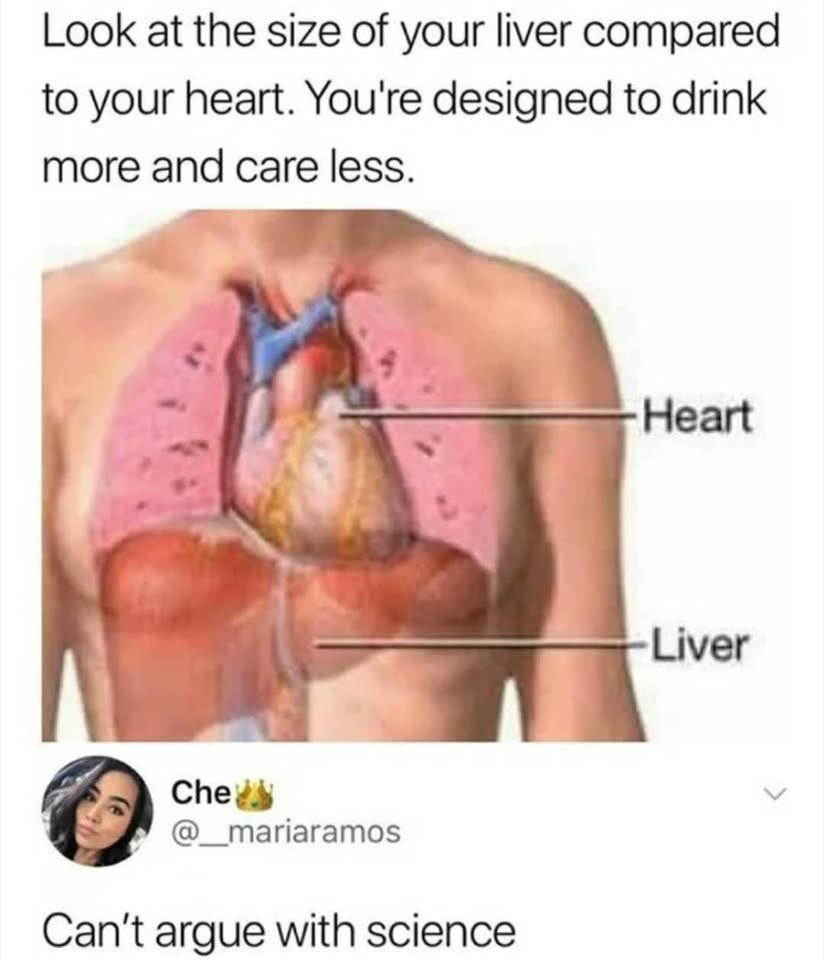 Look at the size of your liver compared
to your heart. You're designed to drink
more and care less.
Heart
Liver
Che👑
@__mariaramos
Can't argue with science